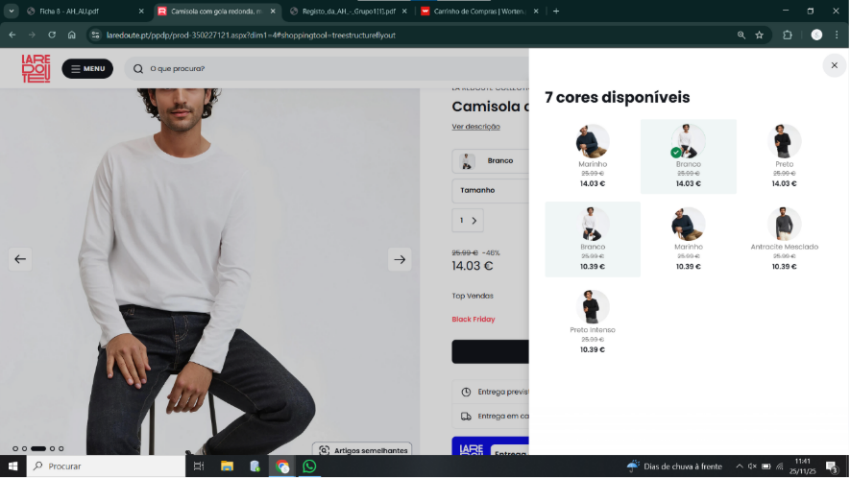 Ficha 8 - AH_AU.pdf
Camisola com gola redonda, m
Registo_da_AH_-_Grupo1[1].pdf
Carrinho de Compras | Worten.
laredoute.pt/ppdp/prod-350227121.aspx?dim1=4#shoppingtool=treestructureflyout
LA RE DOU TE
MENU
O que procura?
LA REDOUTE COLLECTI
Camisola c
Ver descrição
Branco
Tamanho
1
25.99 € -46%
14.03 €
Top Vendas
Black Friday
Entrega previs
Entrega em ca
Entrega
Artigos semelhantes
7 cores disponíveis
Marinho
25.99 €
14.03 €
Branco
25.99 €
14.03 €
Preto
25.99 €
14.03 €
Branco
25.99 €
10.39 €
Marinho
25.99 €
10.39 €
Antracite Mesclado
25.99 €
10.39 €
Preto Intenso
25.99 €
10.39 €
Procurar
Dias de chuva à frente
11:41
25/11/25